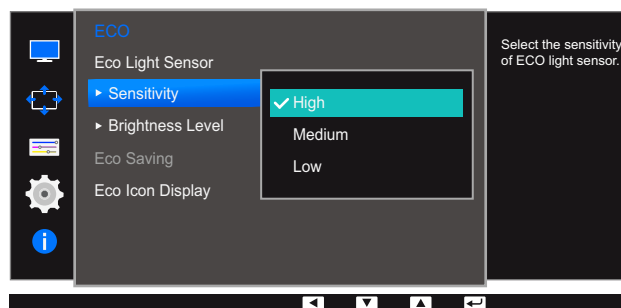 ECO
Eco Light Sensor
Sensitivity
Brightness Level
Eco Saving
Eco Icon Display
High
Medium
Low
Select the sensitivity
of ECO light sensor.